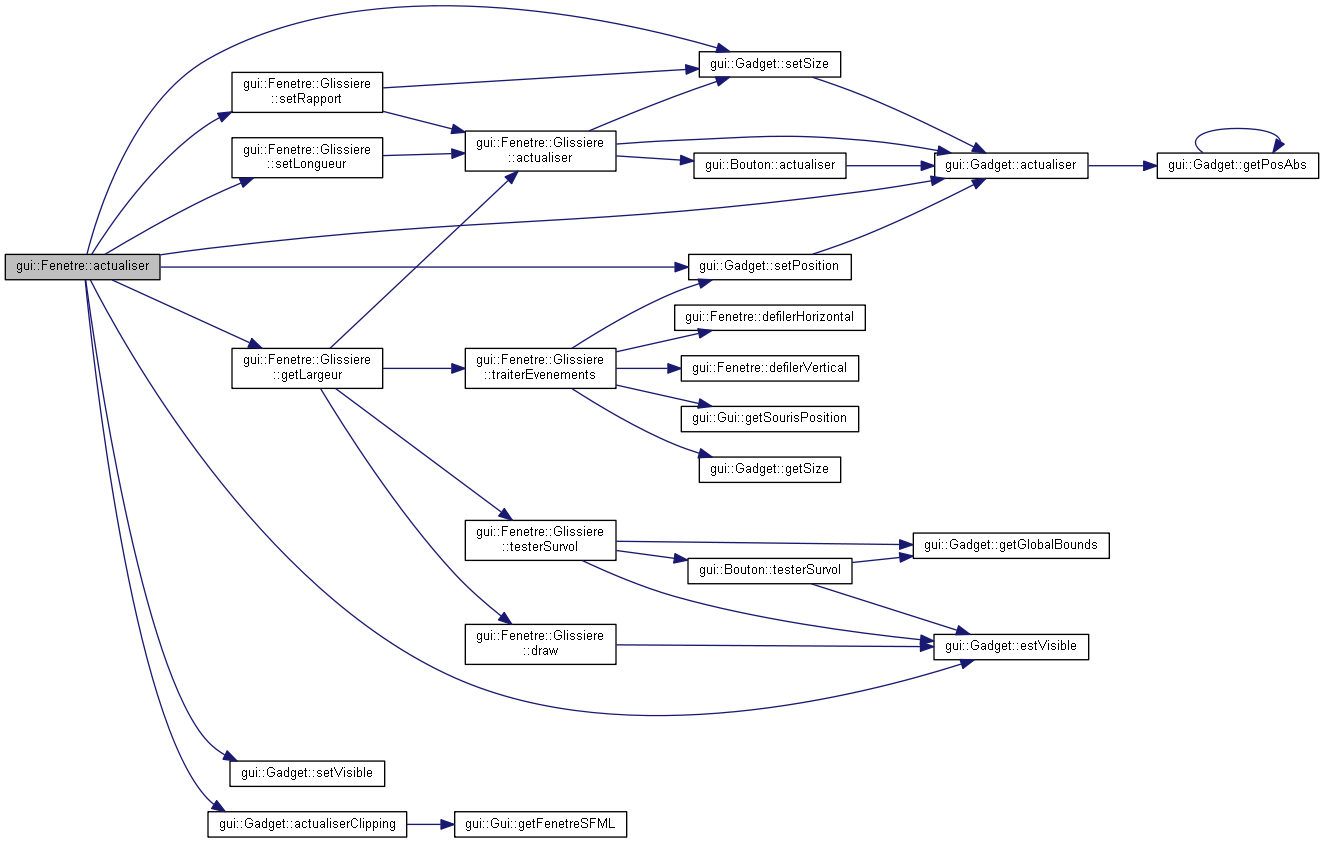 gui::Fenetre::actualiser
gui::Fenetre::Glissiere
::setRapport
gui::Fenetre::Glissiere
::setLongueur
gui::Fenetre::Glissiere
::getLargeur
gui::Gadget::setVisible
gui::Gadget::actualiserClipping
gui::Fenetre::Glissiere
::actualiser
gui::Fenetre::Glissiere
::traiterEvenements
gui::Fenetre::Glissiere
::testerSurvol
gui::Fenetre::Glissiere
::draw
gui::Gui::getFenetreSFML
gui::Gadget::setSize
gui::Bouton::actualiser
gui::Gadget::setPosition
gui::Fenetre::defilerHorizontal
gui::Fenetre::defilerVertical
gui::Gui::getSourisPosition
gui::Gadget::getSize
gui::Bouton::testerSurvol
gui::Gadget::actualiser
gui::Gadget::getGlobalBounds
gui::Gadget::estVisible
gui::Gadget::getPosAbs